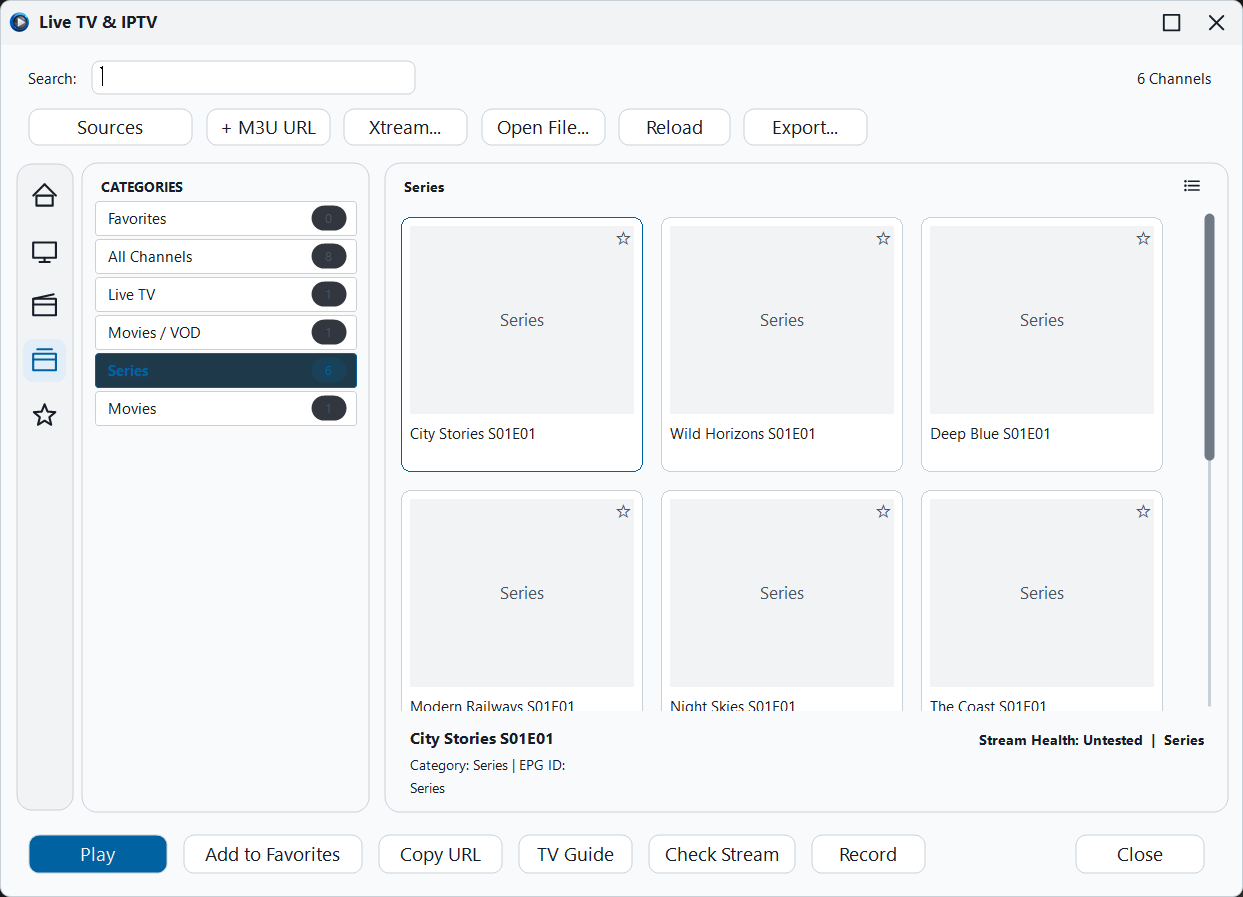 Live TV & IPTV
Search:
6 Channels
Sources
+ M3U URL
Xtream...
Open File...
Reload
Export...
CATEGORIES
Favorites 0
All Channels 8
Live TV 1
Movies / VOD 1
Series 6
Movies 1
Series
Series
Series
Series
City Stories S01E01
Wild Horizons S01E01
Deep Blue S01E01
Series
Series
Series
Modern Railways S01E01
Night Skies S01E01
The Coast S01E01
City Stories S01E01
Stream Health: Untested | Series
Category: Series | EPG ID:
Series
Play
Add to Favorites
Copy URL
TV Guide
Check Stream
Record
Close